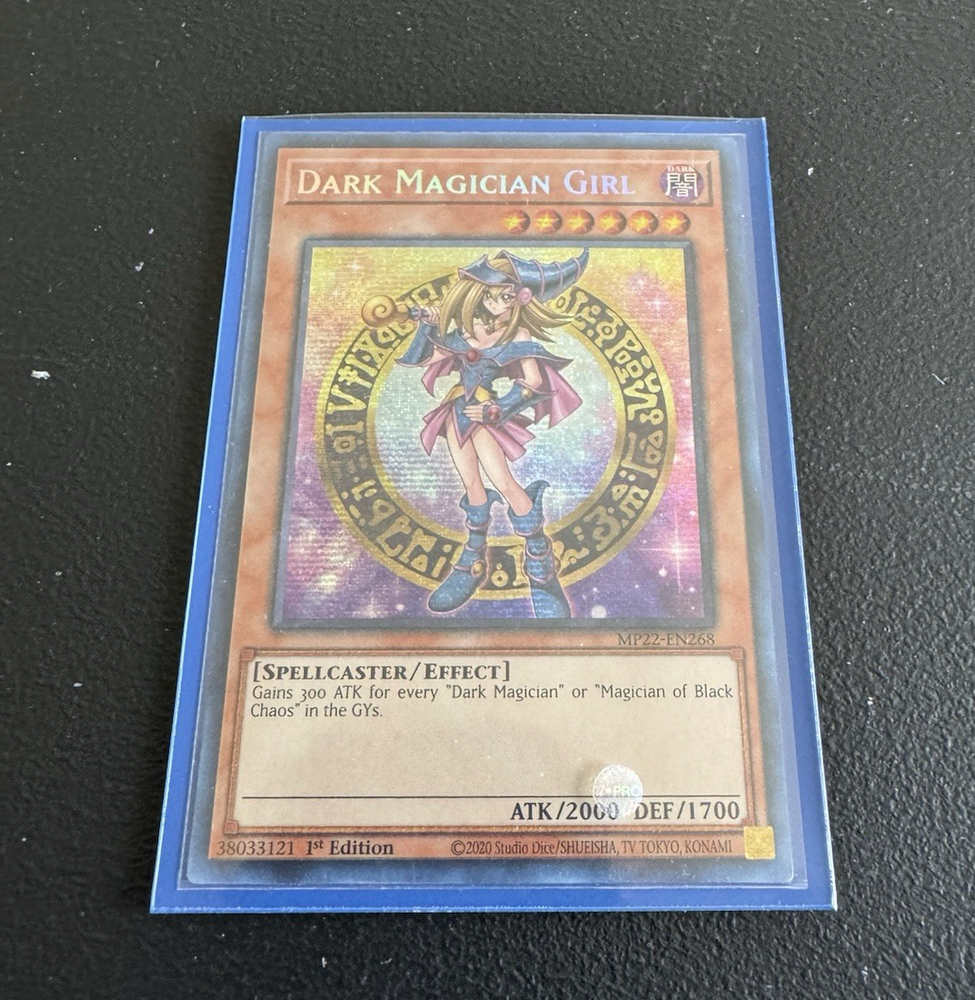 DARK MAGICIAN GIRL
DARK
闇
MP22-EN268
[SPELLCASTER/EFFECT]
Gains 300 ATK for every "Dark Magician" or "Magician of Black
Chaos" in the GYs.
PRO
ATK/2000 DEF/1700
38033121 1st Edition ©2020 Studio Dice/SHUEISHA, TV TOKYO, KONAMI